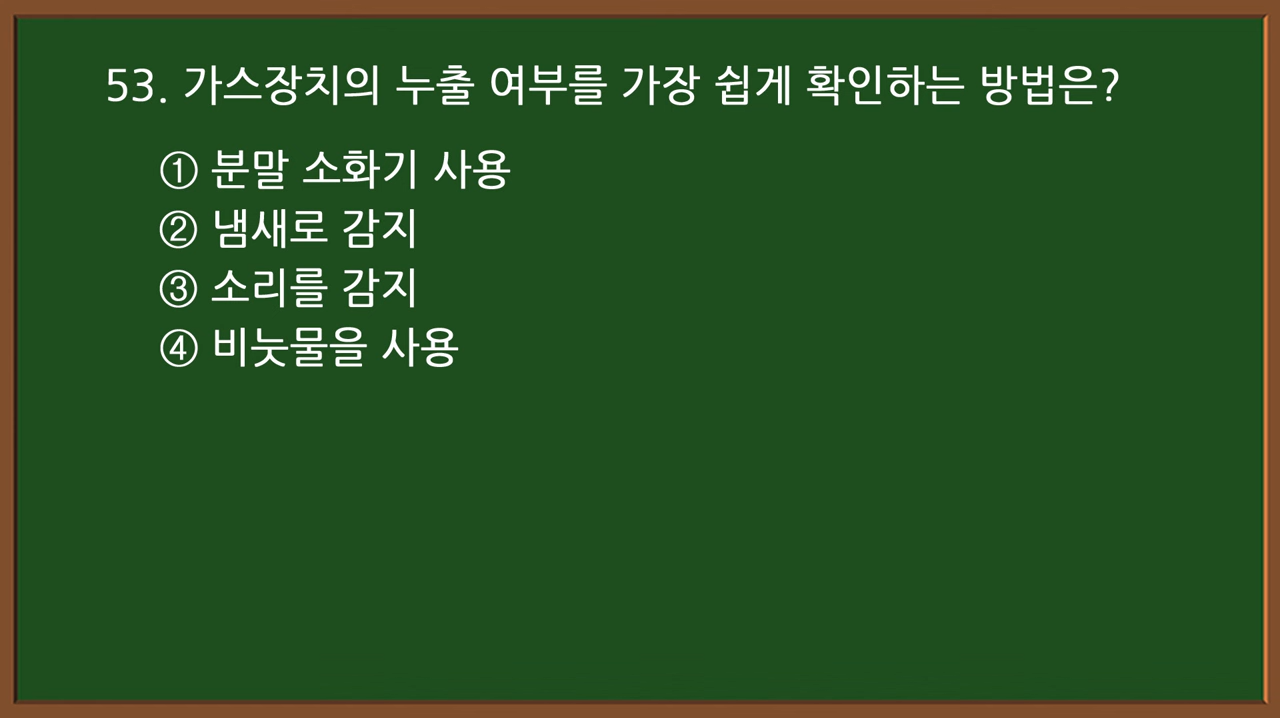 53. 가스장치의 누출 여부를 가장 쉽게 확인하는 방법은?
① 분말 소화기 사용
② 냄새로 감지
③ 소리를 감지
④ 비눗물을 사용